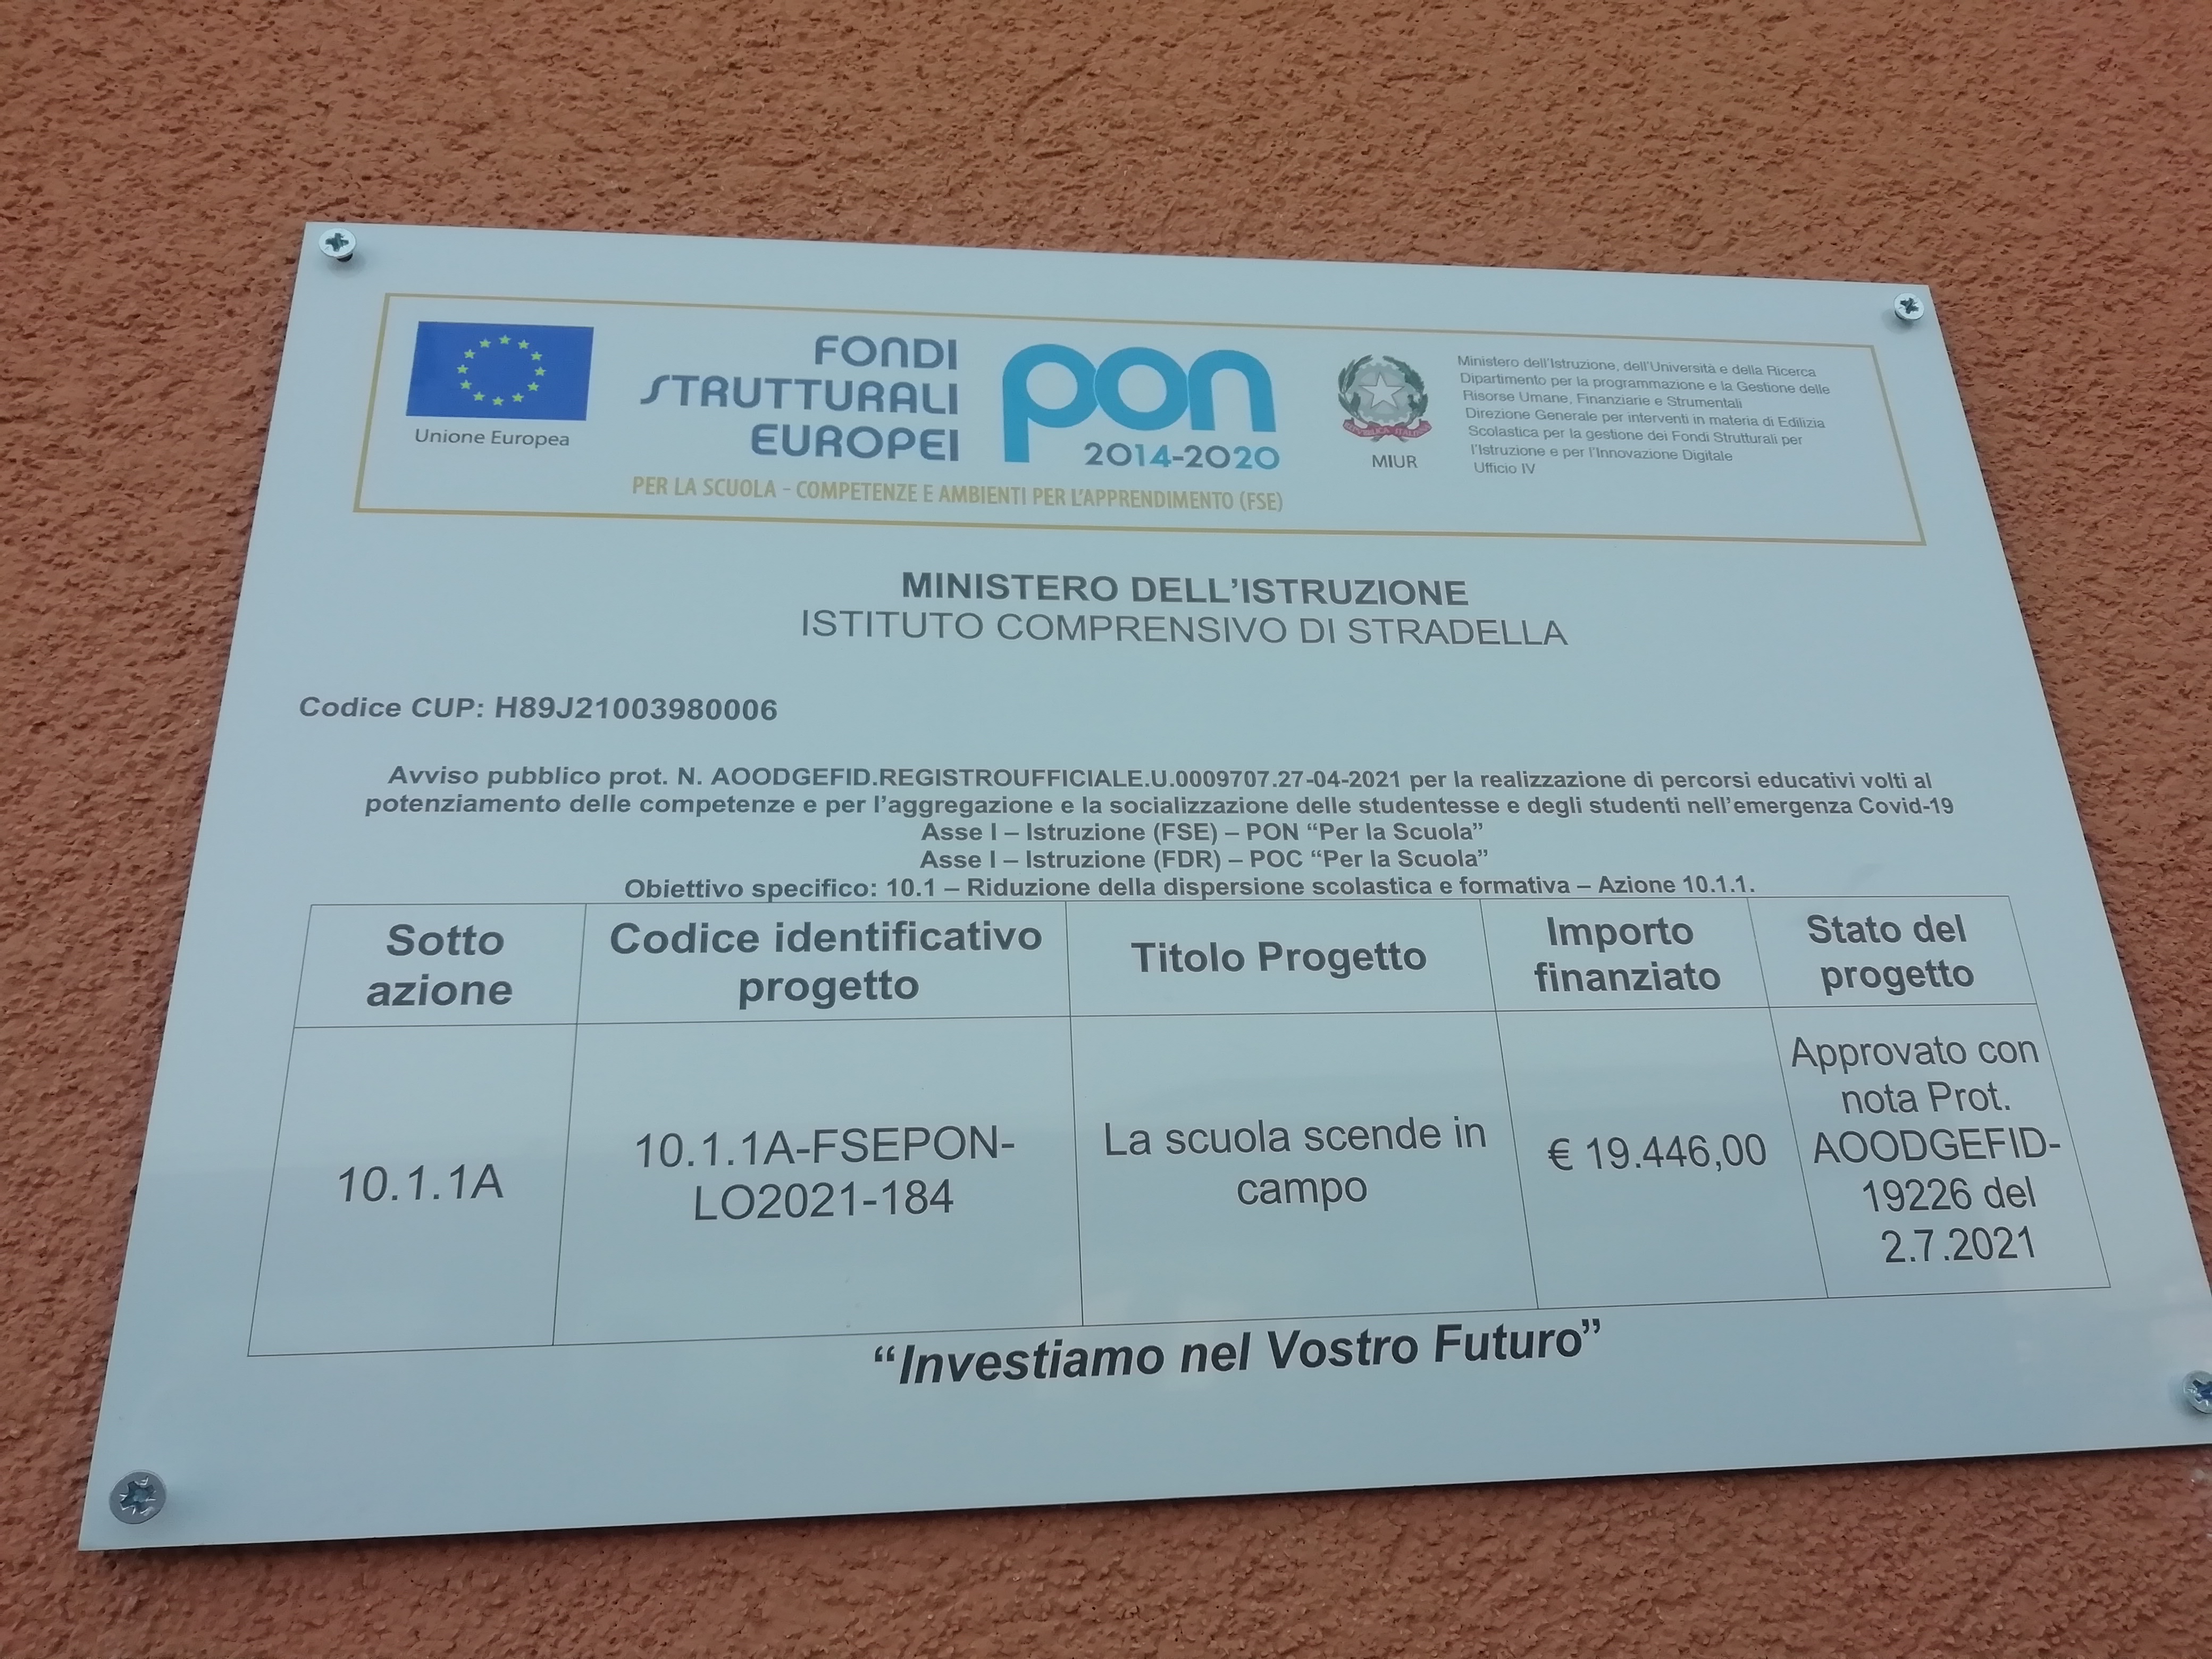 Unione Europea
FONDI
STRUTTURALI
EUROPEI
pon
2014-2020
PER LA SCUOLA - COMPETENZE E AMBIENTI PER L'APPRENDIMENTO (FSE)
REPVBBLICA ITALIANA
MIUR
Ministero dell'Istruzione, dell'Università e della Ricerca
Dipartimento per la programmazione e la Gestione delle
Risorse Umane, Finanziarie e Strumentali
Direzione Generale per interventi in materia di Edilizia
Scolastica per la gestione dei Fondi Strutturali per
l'Istruzione e per l'Innovazione Digitale
Ufficio IV
MINISTERO DELL'ISTRUZIONE
ISTITUTO COMPRENSIVO DI STRADELLA
Codice CUP: H89J21003980006
Avviso pubblico prot. N. AOODGEFID.REGISTROUFFICIALE.U.0009707.27-04-2021 per la realizzazione di percorsi educativi volti al
potenziamento delle competenze e per l'aggregazione e la socializzazione delle studentesse e degli studenti nell'emergenza Covid-19
Asse I – Istruzione (FSE) – PON “Per la Scuola”
Asse I – Istruzione (FDR) – POC “Per la Scuola”
Obiettivo specifico: 10.1 – Riduzione della dispersione scolastica e formativa – Azione 10.1.1.
Sotto
azione
Codice identificativo
progetto
Titolo Progetto
Importo
finanziato
Stato del
progetto
10.1.1A
10.1.1A-FSEPON-
LO2021-184
La scuola scende in
campo
€ 19.446,00
Approvato con
nota Prot.
AOODGEFID-
19226 del
2.7.2021
“Investiamo nel Vostro Futuro”